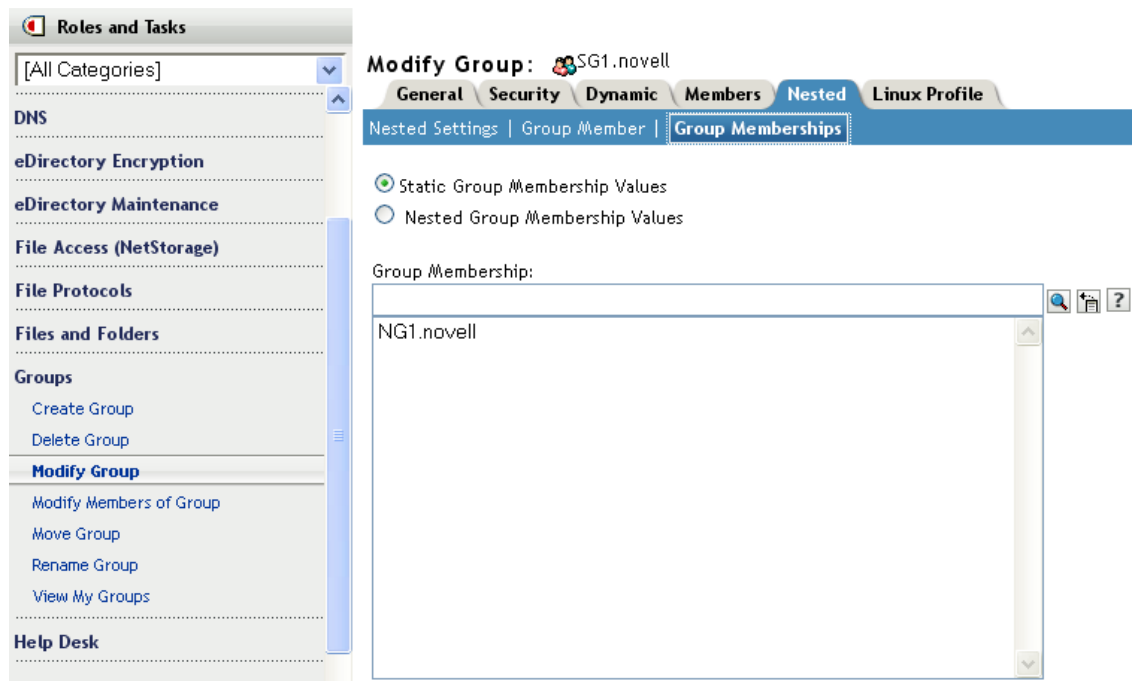 Roles and Tasks
[All Categories]
DNS
eDirectory Encryption
eDirectory Maintenance
File Access (NetStorage)
File Protocols
Files and Folders
Groups
Create Group
Delete Group
Modify Group
Modify Members of Group
Move Group
Rename Group
View My Groups
Help Desk
Modify Group: SG1.novell
General Security Dynamic Members Nested Linux Profile
Nested Settings | Group Member | Group Memberships
Static Group Membership Values
Nested Group Membership Values
Group Membership:
?
NG1.novell